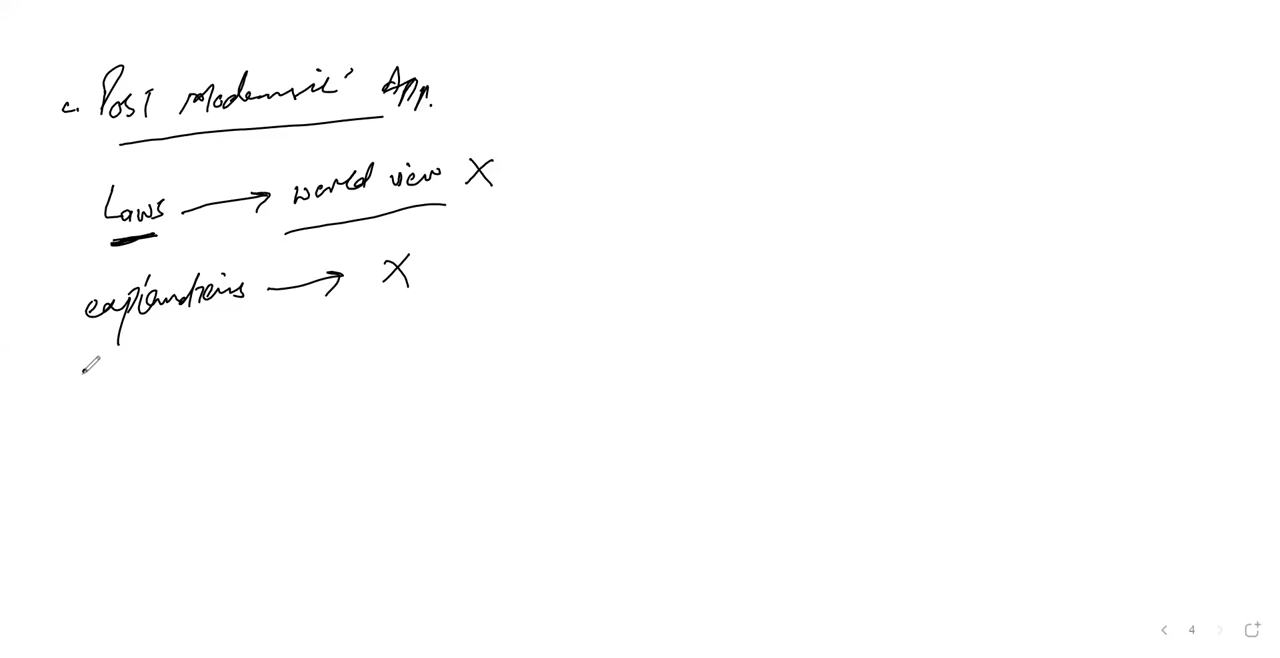 c. Post Modernist App.
Laws → world view X
explanations → X
4